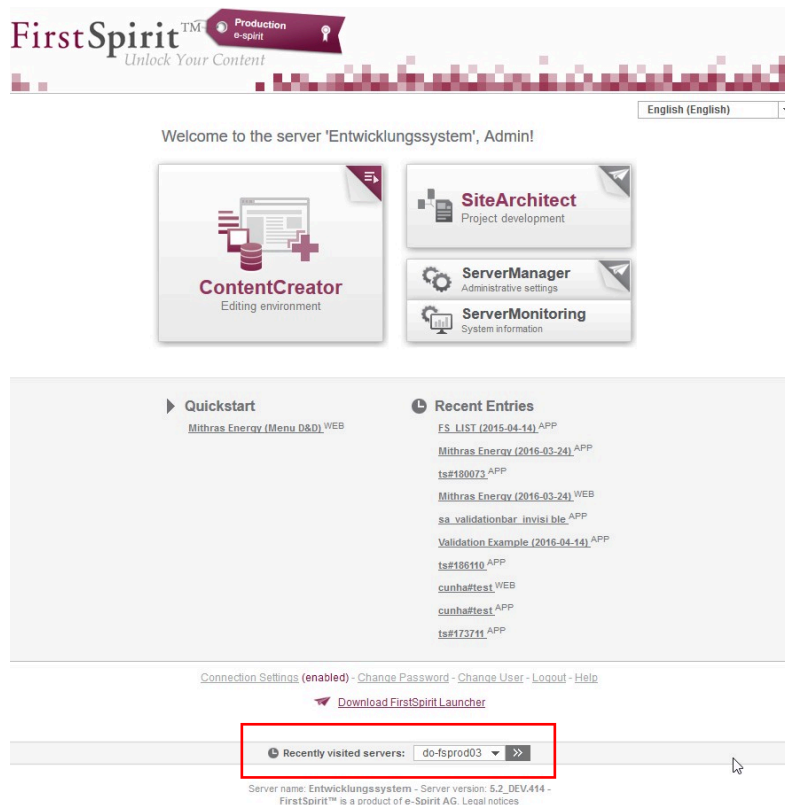 FirstSpirit™
Unlock Your Content
Production
e-spirit
English (English)
Welcome to the server 'Entwicklungssystem', Admin!
ContentCreator
Editing environment
SiteArchitect
Project development
ServerManager
Administrative settings
ServerMonitoring
System information
Quickstart
Mithras Energy (Menu D&D) WEB
Recent Entries
FS_LIST (2015-04-14) APP
Mithras Energy (2016-03-24) APP
ts#180073 APP
Mithras Energy (2016-03-24) WEB
sa_validationbar_invisi ble APP
Validation Example (2016-04-14) APP
ts#186110 APP
cunha#test WEB
cunha#test APP
ts#173711 APP
Connection Settings (enabled) - Change Password - Change User - Logout - Help
Download FirstSpirit Launcher
Recently visited servers: do-fsprod03 >>
Server name: Entwicklungssystem - Server version: 5.2_DEV.414 -
FirstSpirit™ is a product of e-Spirit AG. Legal notices